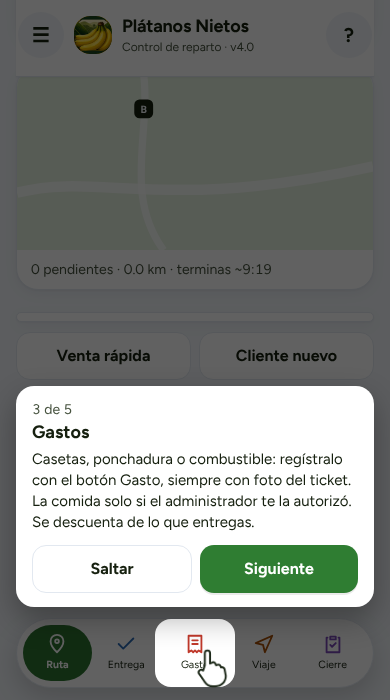 Plátanos Nietos
Control de reparto · v4.0
?
B
0 pendientes · 0.0 km · terminas ~9:19
Venta rápida
Cliente nuevo
3 de 5
Gastos
Casetas, ponchadura o combustible: regístralo
con el botón Gasto, siempre con foto del ticket.
La comida solo si el administrador te la autorizó.
Se descuenta de lo que entregas.
Saltar
Siguiente
Ruta
Entrega
Gast
Viaje
Cierre